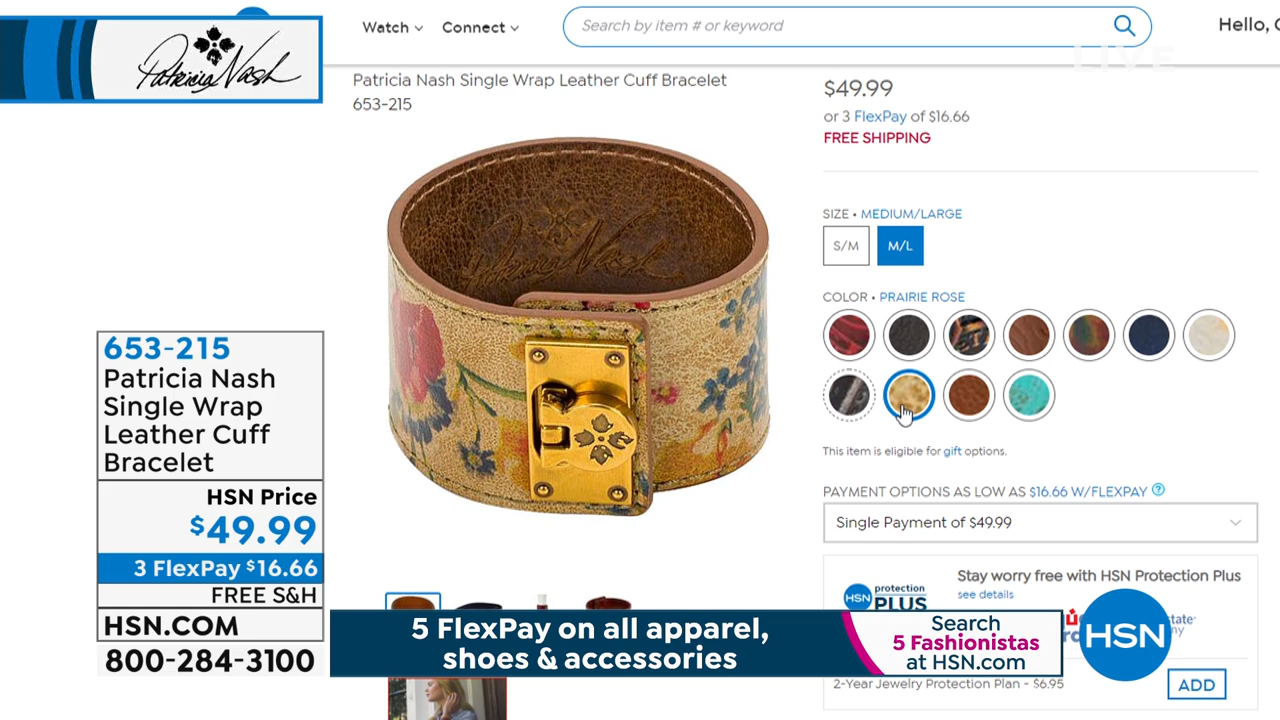 Patricia Nash
Watch
Connect
Search by item # or keyword
Hello,
LIVE
Patricia Nash Single Wrap Leather Cuff Bracelet
653-215
$49.99
or 3 FlexPay of $16.66
FREE SHIPPING
SIZE • MEDIUM/LARGE
S/M
M/L
COLOR • PRAIRIE ROSE
This item is eligible for gift options.
PAYMENT OPTIONS AS LOW AS $16.66 W/FLEXPAY ?
Single Payment of $49.99
HSN protection PLUS
Stay worry free with HSN Protection Plus
see details
2-Year Jewelry Protection Plan - $6.95
ADD
Patricia Nash
653-215
Patricia Nash
Single Wrap
Leather Cuff
Bracelet
HSN Price
$49.99
3 FlexPay $16.66
FREE S&H
HSN.COM
800-284-3100
5 FlexPay on all apparel,
shoes & accessories
Search
5 Fashionistas
at HSN.com
HSN